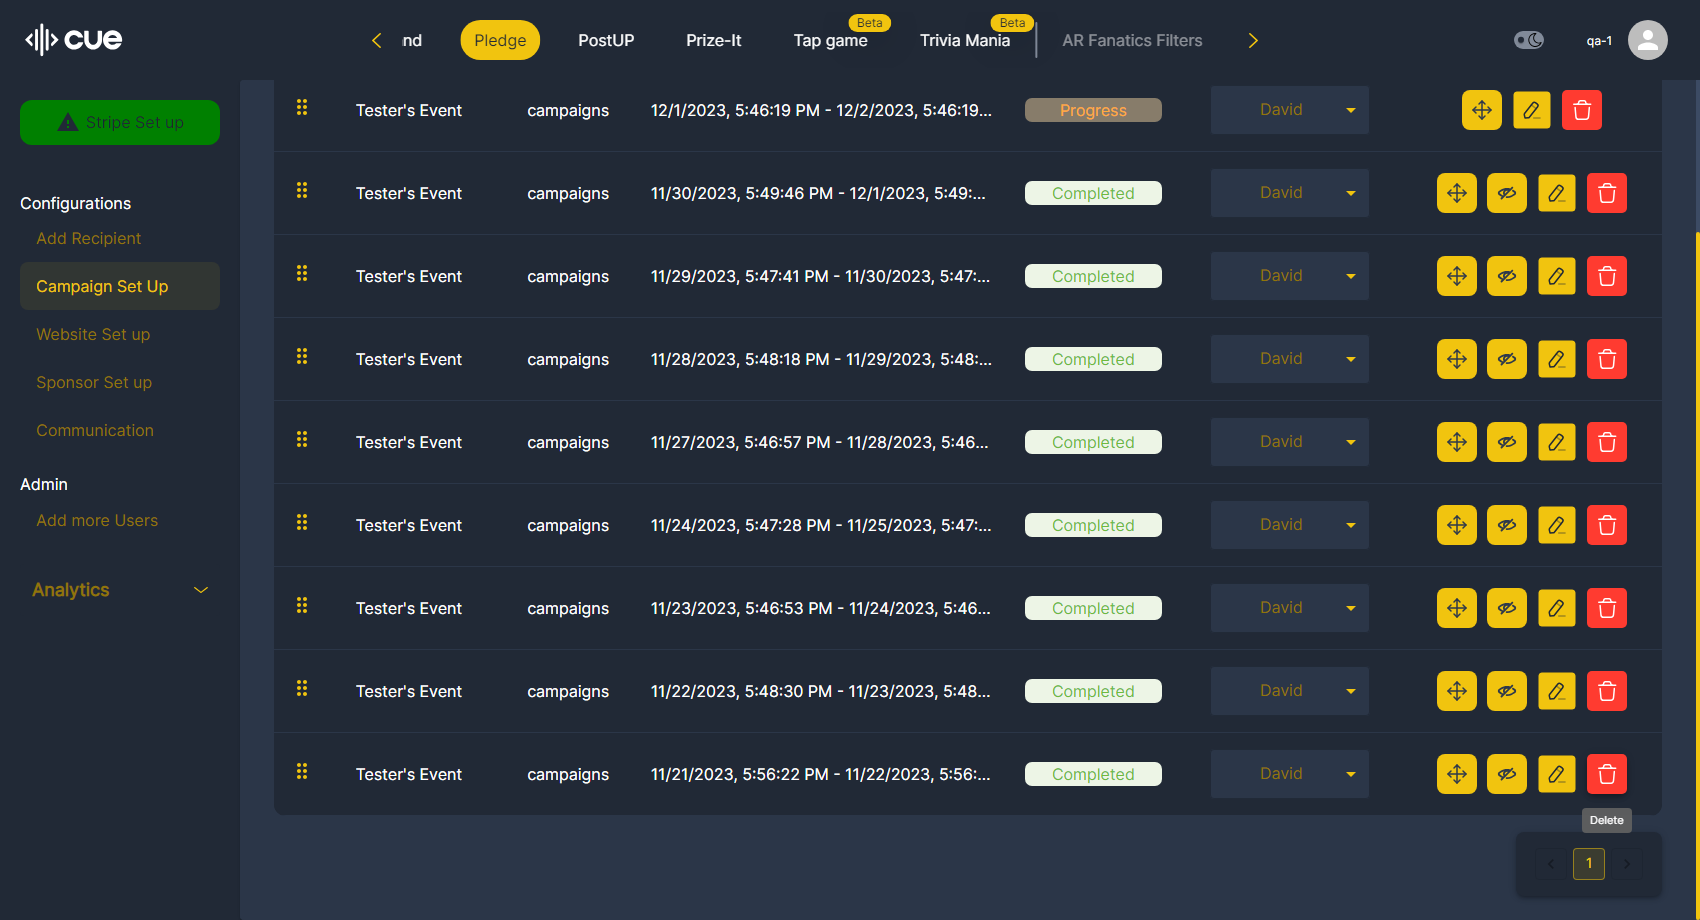 cue
nd
Pledge
PostUP
Prize-It
Tap game
Beta
Trivia Mania
Beta
AR Fanatics Filters
qa-1
Stripe Set up
Configurations
Add Recipient
Campaign Set Up
Website Set up
Sponsor Set up
Communication
Admin
Add more Users
Analytics
Tester's Event campaigns 12/1/2023, 5:46:19 PM - 12/2/2023, 5:46:19... Progress David
Tester's Event campaigns 11/30/2023, 5:49:46 PM - 12/1/2023, 5:49:... Completed David
Tester's Event campaigns 11/29/2023, 5:47:41 PM - 11/30/2023, 5:47:... Completed David
Tester's Event campaigns 11/28/2023, 5:48:18 PM - 11/29/2023, 5:48:... Completed David
Tester's Event campaigns 11/27/2023, 5:46:57 PM - 11/28/2023, 5:46... Completed David
Tester's Event campaigns 11/24/2023, 5:47:28 PM - 11/25/2023, 5:47:... Completed David
Tester's Event campaigns 11/23/2023, 5:46:53 PM - 11/24/2023, 5:46... Completed David
Tester's Event campaigns 11/22/2023, 5:48:30 PM - 11/23/2023, 5:48... Completed David
Tester's Event campaigns 11/21/2023, 5:56:22 PM - 11/22/2023, 5:56:... Completed David
Delete
1